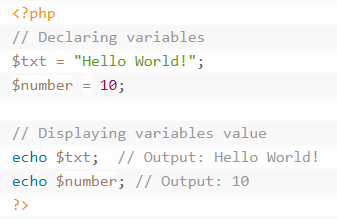 <?php
// Declaring variables
$txt = "Hello World!";
$number = 10;
// Displaying variables value
echo $txt;  // Output: Hello World!
echo $number; // Output: 10
?>